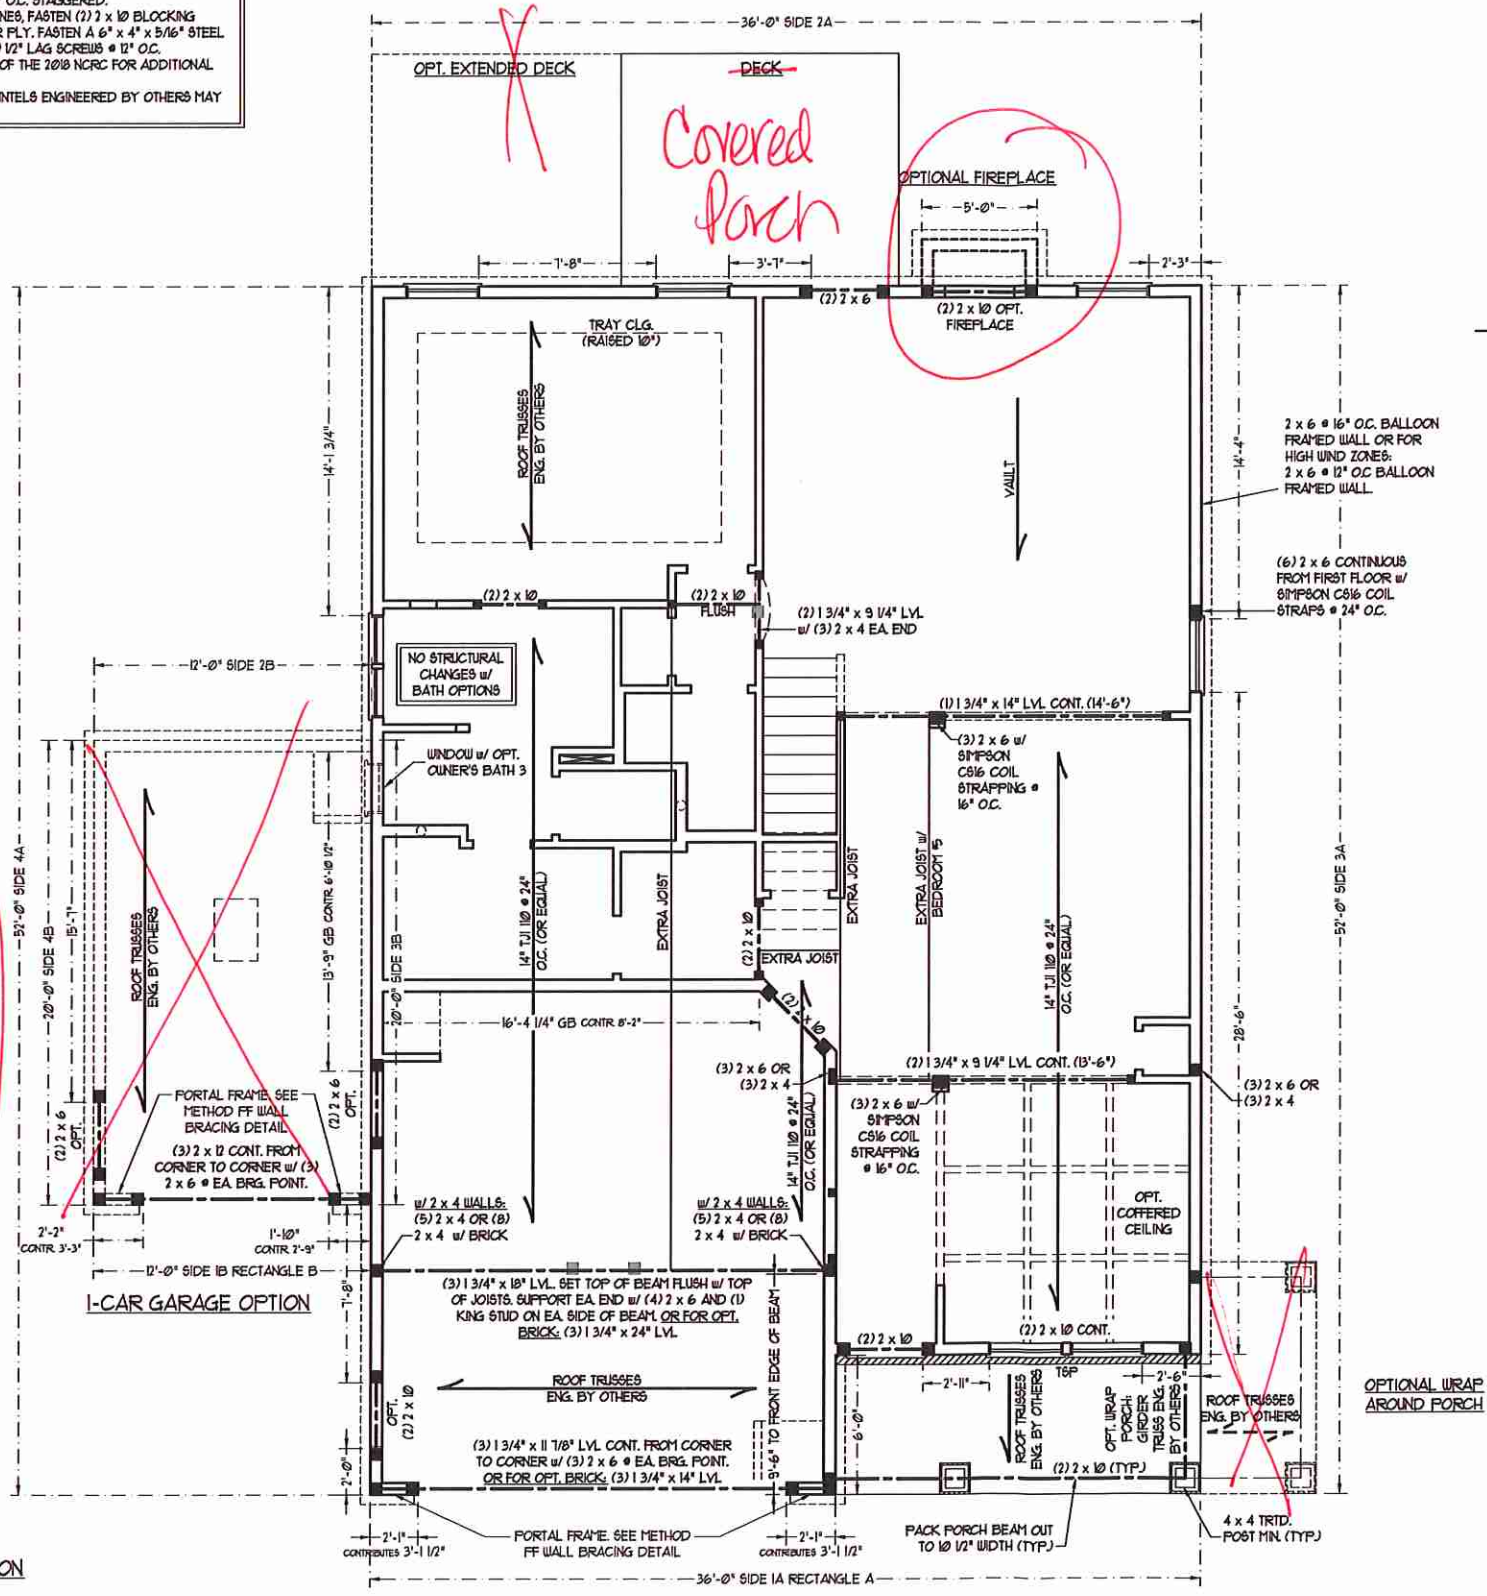 O.C. STAGGERED.
NES, FASTEN (2) 2 x 10 BLOCKING
R PLY. FASTEN A 6" x 4" x 5/16" STEEL
1/2" LAG SCREWS @ 12" O.C.
OF THE 2018 NCRC FOR ADDITIONAL
INTELS ENGINEERED BY OTHERS MAY
36'-0" SIDE 2A
OPT. EXTENDED DECK
DECK
Covered
Porch
OPTIONAL FIREPLACE
5'-0"
7'-8"
3'-7"
2'-3"
(2) 2 x 6
(2) 2 x 10 OPT.
FIREPLACE
TRAY CLG.
(RAISED 10")
ROOF TRUSSES
ENG. BY OTHERS
VAULT
14'-1 3/4"
14'-4"
2 x 6 @ 16" O.C. BALLOON
FRAMED WALL OR FOR
HIGH WIND ZONES:
2 x 6 @ 12" O.C BALLOON
FRAMED WALL.
(6) 2 x 6 CONTINUOUS
FROM FIRST FLOOR w/
SIMPSON CS16 COIL
STRAPS @ 24" O.C.
(2) 2 x 10
(2) 2 x 10
FLUSH
(2) 1 3/4" x 9 1/4" LVL
w/ (3) 2 x 4 EA. END
NO STRUCTURAL
CHANGES w/
BATH OPTIONS
12'-0" SIDE 2B
(1) 1 3/4" x 14" LVL CONT. (14'-6")
(3) 2 x 6 w/
SIMPSON
CS16 COIL
STRAPPING @
16" O.C.
WINDOW w/ OPT.
OWNER'S BATH 3
52'-0" SIDE 4A
20'-0" SIDE 4B
15'-7"
ROOF TRUSSES
ENG. BY OTHERS
13'-9" GB CONTR. 6'-10 1/2"
20'-0" SIDE 3B
14" TJI 110 @ 24"
O.C. (OR EQUAL)
EXTRA JOIST
(2) 2 x 10
EXTRA JOIST
EXTRA JOIST
EXTRA JOIST w/
BEDROOM #5
14" TJI 110 @ 24"
O.C. (OR EQUAL)
28'-6"
52'-0" SIDE 3A
16'-4 1/4" GB CONTR. 8'-2"
(2) 2 x 10
(3) 2 x 6 OR
(3) 2 x 4
(2) 1 3/4" x 9 1/4" LVL CONT. (13'-6")
(3) 2 x 6 OR
(3) 2 x 4
(3) 2 x 6 w/
SIMPSON
CS16 COIL
STRAPPING
@ 16" O.C.
14" TJI 110 @ 24"
O.C. (OR EQUAL)
PORTAL FRAME SEE
METHOD PF WALL
BRACING DETAIL
(2) 2 x 6
OPT.
(2) 2 x 6
OPT.
(3) 2 x 12 CONT. FROM
CORNER TO CORNER w/ (3)
2 x 6 @ EA. BRG. POINT.
OPT.
COFFERED
CEILING
w/ 2 x 4 WALLS:
(5) 2 x 4 OR (8)
2 x 4 w/ BRICK
w/ 2 x 4 WALLS:
(5) 2 x 4 OR (8)
2 x 4 w/ BRICK
2'-2"
CONTR. 3'-3"
1'-10"
CONTR. 2'-9"
12'-0" SIDE 1B RECTANGLE B
1-CAR GARAGE OPTION
7'-8"
(3) 1 3/4" x 18" LVL. SET TOP OF BEAM FLUSH w/ TOP
OF JOISTS. SUPPORT EA. END w/ (4) 2 x 6 AND (1)
KING STUD ON EA. SIDE OF BEAM. OR FOR OPT.
BRICK: (3) 1 3/4" x 24" LVL
(2) 2 x 10
(2) 2 x 10 CONT.
TSP
2'-11"
2'-6"
ROOF TRUSSES
ENG. BY OTHERS
OPT.
(2) 2 x 10
9'-6" TO FRONT EDGE OF BEAM
6'-0"
ROOF TRUSSES
ENG. BY OTHERS
OPT. WRAP
PORCH:
GIRDER
TRUSS ENG.
BY OTHERS
ROOF TRUSSES
ENG. BY OTHERS
OPTIONAL WRAP
AROUND PORCH
(3) 1 3/4" x 11 7/8" LVL CONT. FROM CORNER
TO CORNER w/ (3) 2 x 6 @ EA. BRG. POINT.
OR FOR OPT. BRICK: (3) 1 3/4" x 14" LVL
(2) 2 x 10 (TYP.)
2'-0"
2'-1"
CONTRIBUTES 3'-1 1/2"
PORTAL FRAME. SEE METHOD
PF WALL BRACING DETAIL
2'-1"
CONTRIBUTES 3'-1 1/2"
PACK PORCH BEAM OUT
TO 10 1/2" WIDTH (TYP.)
4 x 4 TRTD.
POST MIN. (TYP.)
ON
36'-0" SIDE 1A RECTANGLE A